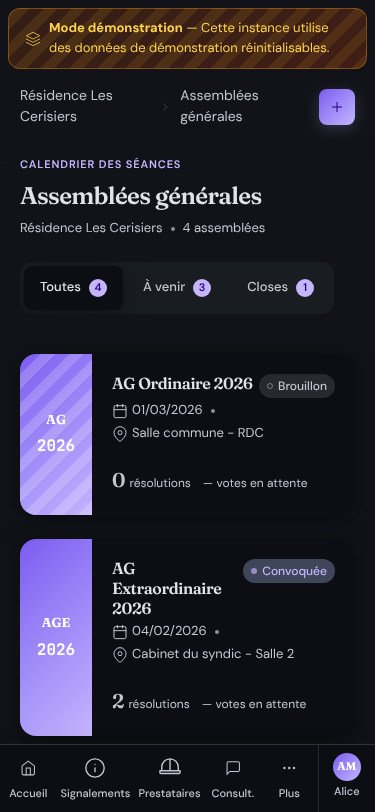 Mode démonstration — Cette instance utilise
des données de démonstration réinitialisables.
Résidence Les
Cerisiers
Assemblées
générales
CALENDRIER DES SÉANCES
Assemblées générales
Résidence Les Cerisiers • 4 assemblées
Toutes 4
À venir 3
Closes 1
AG
2026
AG Ordinaire 2026
Brouillon
01/03/2026 •
Salle commune - RDC
0 résolutions — votes en attente
AGE
2026
AG
Extraordinaire
2026
Convoquée
04/02/2026 •
Cabinet du syndic - Salle 2
2 résolutions — votes en attente
Accueil
Signalements
Prestataires
Consult.
Plus
AM
Alice